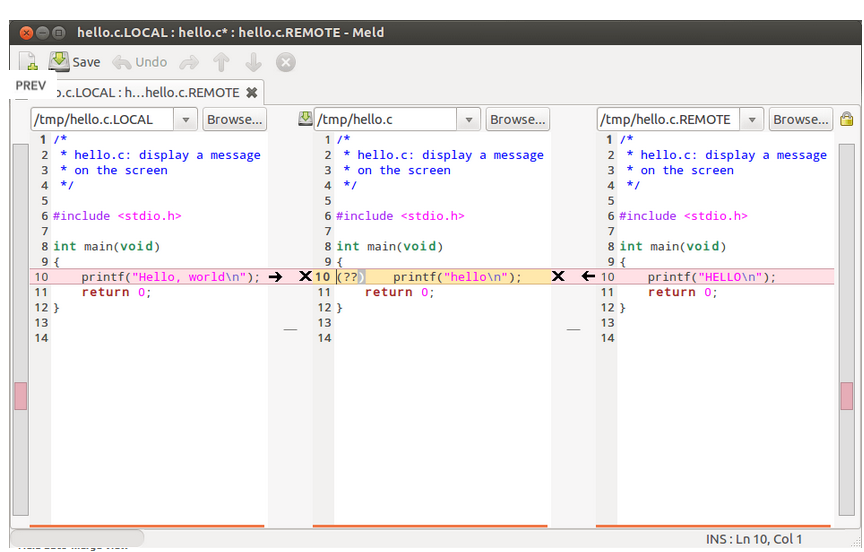 hello.c.LOCAL : hello.c* : hello.c.REMOTE - Meld
Save Undo
PREV
o.c.LOCAL : h...hello.c.REMOTE
/tmp/hello.c.LOCAL Browse...
1 /*
2  * hello.c: display a message
3  * on the screen
4  */
5
6 #include <stdio.h>
7
8 int main(void)
9 {
10     printf("Hello, world\n");
11     return 0;
12 }
13
14
/tmp/hello.c Browse...
1 /*
2  * hello.c: display a message
3  * on the screen
4  */
5
6 #include <stdio.h>
7
8 int main(void)
9 {
10 (??)    printf("hello\n");
11     return 0;
12 }
13
14
/tmp/hello.c.REMOTE Browse...
1 /*
2  * hello.c: display a message
3  * on the screen
4  */
5
6 #include <stdio.h>
7
8 int main(void)
9 {
10     printf("HELLO\n");
11     return 0;
12 }
13
14
INS : Ln 10, Col 1